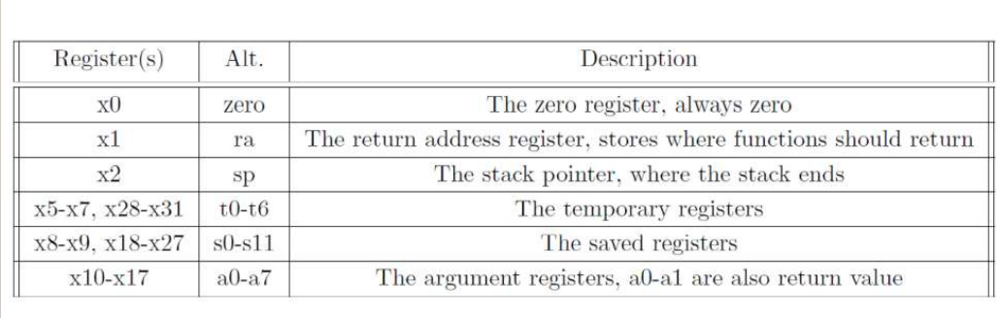 Register(s) Alt. Description
x0 zero The zero register, always zero
x1 ra The return address register, stores where functions should return
x2 sp The stack pointer, where the stack ends
x5-x7, x28-x31 t0-t6 The temporary registers
x8-x9, x18-x27 s0-s11 The saved registers
x10-x17 a0-a7 The argument registers, a0-a1 are also return value